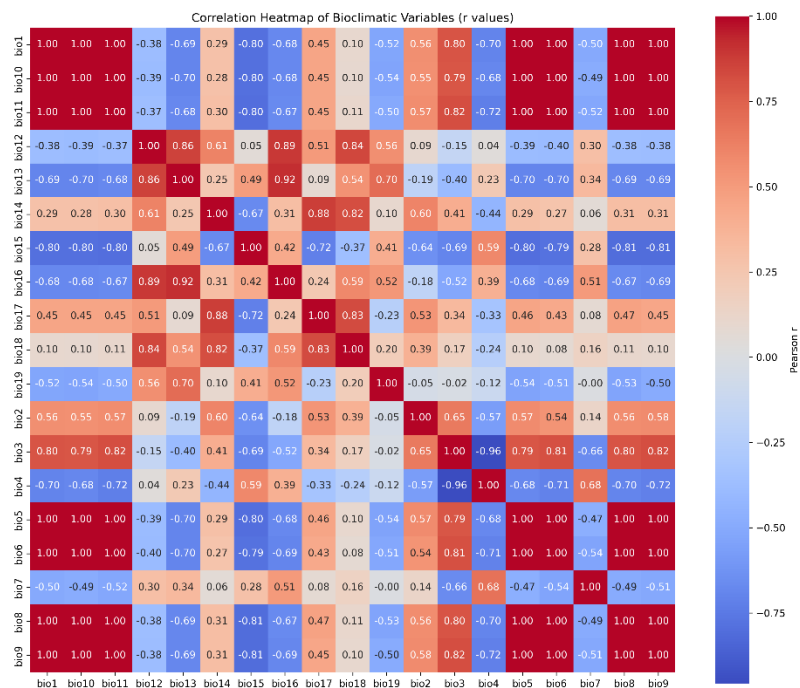 Correlation Heatmap of Bioclimatic Variables (r values)
bio1 1.00 1.00 1.00 -0.38 -0.69 0.29 -0.80 -0.68 0.45 0.10 -0.52 0.56 0.80 -0.70 1.00 1.00 -0.50 1.00 1.00
bio10 1.00 1.00 1.00 -0.39 -0.70 0.28 -0.80 -0.68 0.45 0.10 -0.54 0.55 0.79 -0.68 1.00 1.00 -0.49 1.00 1.00
bio11 1.00 1.00 1.00 -0.37 -0.68 0.30 -0.80 -0.67 0.45 0.11 -0.50 0.57 0.82 -0.72 1.00 1.00 -0.52 1.00 1.00
bio12 -0.38 -0.39 -0.37 1.00 0.86 0.61 0.05 0.89 0.51 0.84 0.56 0.09 -0.15 0.04 -0.39 -0.40 0.30 -0.38 -0.38
bio13 -0.69 -0.70 -0.68 0.86 1.00 0.25 0.49 0.92 0.09 0.54 0.70 -0.19 -0.40 0.23 -0.70 -0.70 0.34 -0.69 -0.69
bio14 0.29 0.28 0.30 0.61 0.25 1.00 -0.67 0.31 0.88 0.82 0.10 0.60 0.41 -0.44 0.29 0.27 0.06 0.31 0.31
bio15 -0.80 -0.80 -0.80 0.05 0.49 -0.67 1.00 0.42 -0.72 -0.37 0.41 -0.64 -0.69 0.59 -0.80 -0.79 0.28 -0.81 -0.81
bio16 -0.68 -0.68 -0.67 0.89 0.92 0.31 0.42 1.00 0.24 0.59 0.52 -0.18 -0.52 0.39 -0.68 -0.69 0.51 -0.67 -0.69
bio17 0.45 0.45 0.45 0.51 0.09 0.88 -0.72 0.24 1.00 0.83 -0.23 0.53 0.34 -0.33 0.46 0.43 0.08 0.47 0.45
bio18 0.10 0.10 0.11 0.84 0.54 0.82 -0.37 0.59 0.83 1.00 0.20 0.39 0.17 -0.24 0.10 0.08 0.16 0.11 0.10
bio19 -0.52 -0.54 -0.50 0.56 0.70 0.10 0.41 0.52 -0.23 0.20 1.00 -0.05 -0.02 -0.12 -0.54 -0.51 -0.00 -0.53 -0.50
bio2 0.56 0.55 0.57 0.09 -0.19 0.60 -0.64 -0.18 0.53 0.39 -0.05 1.00 0.65 -0.57 0.57 0.54 0.14 0.56 0.58
bio3 0.80 0.79 0.82 -0.15 -0.40 0.41 -0.69 -0.52 0.34 0.17 -0.02 0.65 1.00 -0.96 0.79 0.81 -0.66 0.80 0.82
bio4 -0.70 -0.68 -0.72 0.04 0.23 -0.44 0.59 0.39 -0.33 -0.24 -0.12 -0.57 -0.96 1.00 -0.68 -0.71 0.68 -0.70 -0.72
bio5 1.00 1.00 1.00 -0.39 -0.70 0.29 -0.80 -0.68 0.46 0.10 -0.54 0.57 0.79 -0.68 1.00 1.00 -0.47 1.00 1.00
bio6 1.00 1.00 1.00 -0.40 -0.70 0.27 -0.79 -0.69 0.43 0.08 -0.51 0.54 0.81 -0.71 1.00 1.00 -0.54 1.00 1.00
bio7 -0.50 -0.49 -0.52 0.30 0.34 0.06 0.28 0.51 0.08 0.16 -0.00 0.14 -0.66 0.68 -0.47 -0.54 1.00 -0.49 -0.51
bio8 1.00 1.00 1.00 -0.38 -0.69 0.31 -0.81 -0.67 0.47 0.11 -0.53 0.56 0.80 -0.70 1.00 1.00 -0.49 1.00 1.00
bio9 1.00 1.00 1.00 -0.38 -0.69 0.31 -0.81 -0.69 0.45 0.10 -0.50 0.58 0.82 -0.72 1.00 1.00 -0.51 1.00 1.00
bio1 bio10 bio11 bio12 bio13 bio14 bio15 bio16 bio17 bio18 bio19 bio2 bio3 bio4 bio5 bio6 bio7 bio8 bio9
1.00
0.75
0.50
0.25
0.00
−0.25
−0.50
−0.75
Pearson r